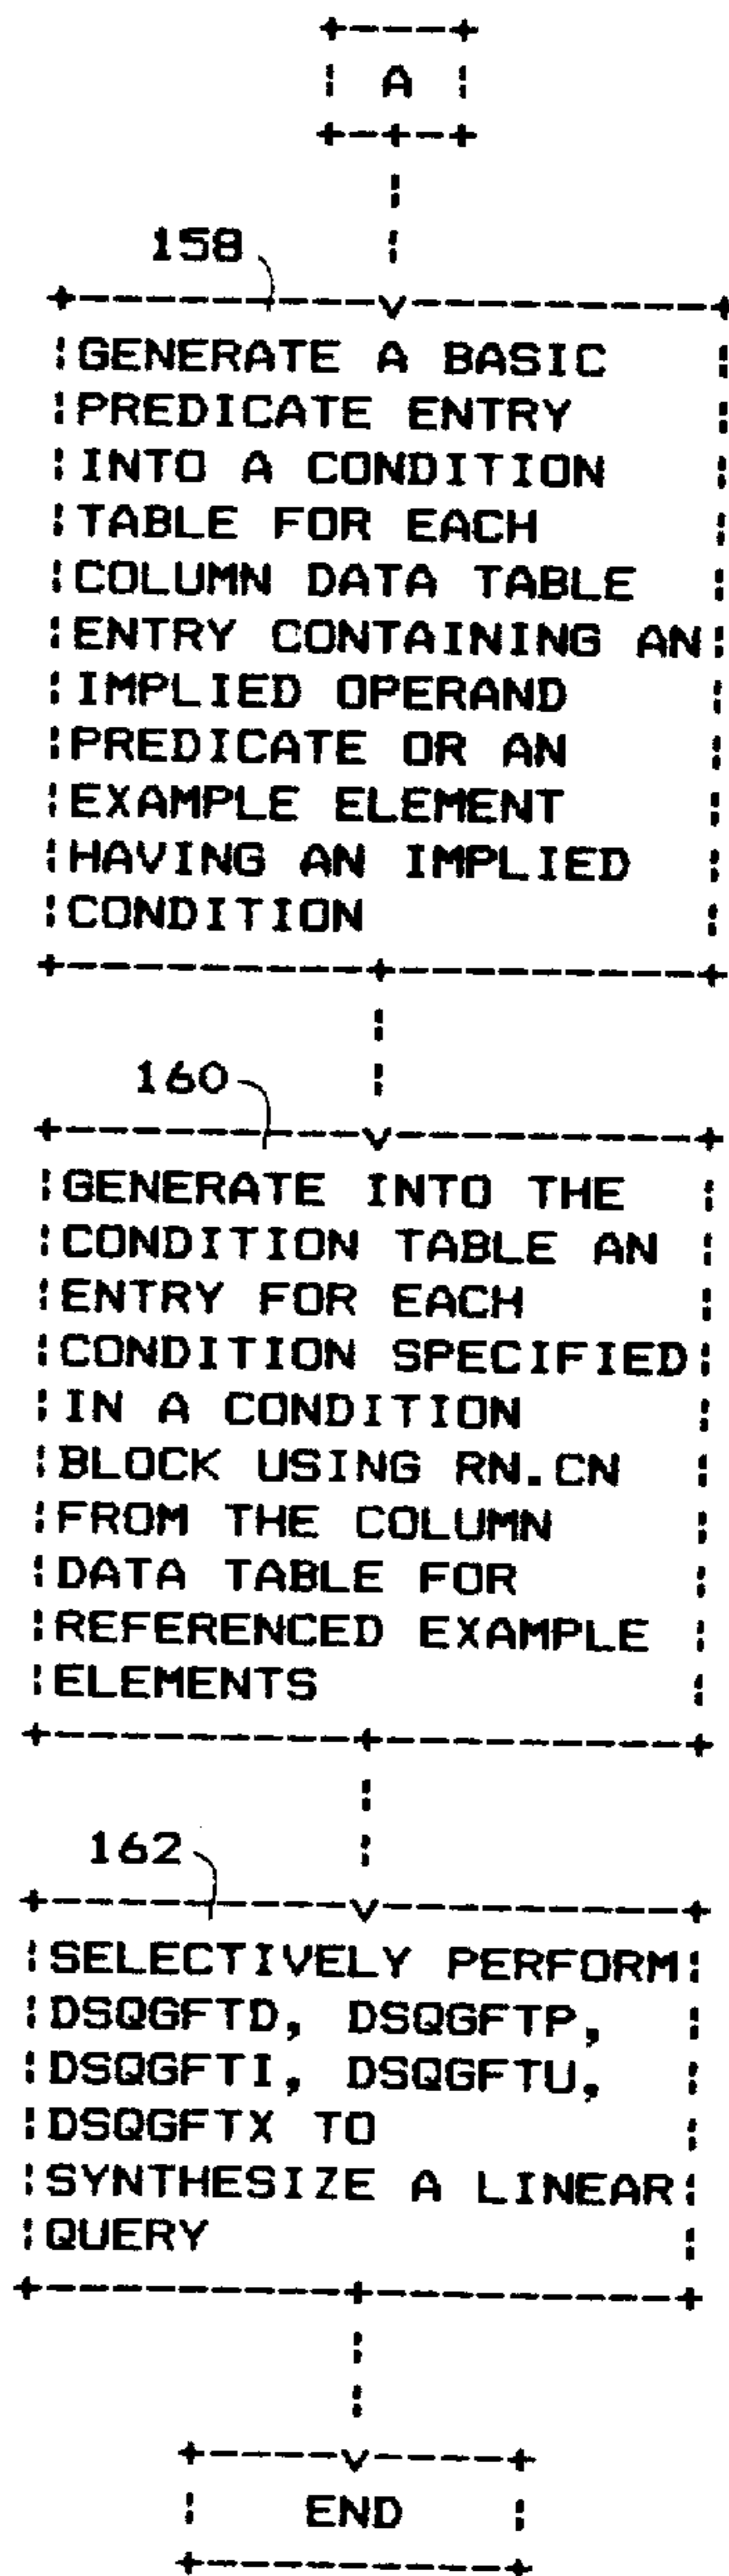 A
158
GENERATE A BASIC
PREDICATE ENTRY
INTO A CONDITION
TABLE FOR EACH
COLUMN DATA TABLE
ENTRY CONTAINING AN
IMPLIED OPERAND
PREDICATE OR AN
EXAMPLE ELEMENT
HAVING AN IMPLIED
CONDITION
160
GENERATE INTO THE
CONDITION TABLE AN
ENTRY FOR EACH
CONDITION SPECIFIED
IN A CONDITION
BLOCK USING RN.CN
FROM THE COLUMN
DATA TABLE FOR
REFERENCED EXAMPLE
ELEMENTS
162
SELECTIVELY PERFORM
DSQGFTD, DSQGFTP,
DSQGFTI, DSQGFTU,
DSQGFTX TO
SYNTHESIZE A LINEAR
QUERY
END